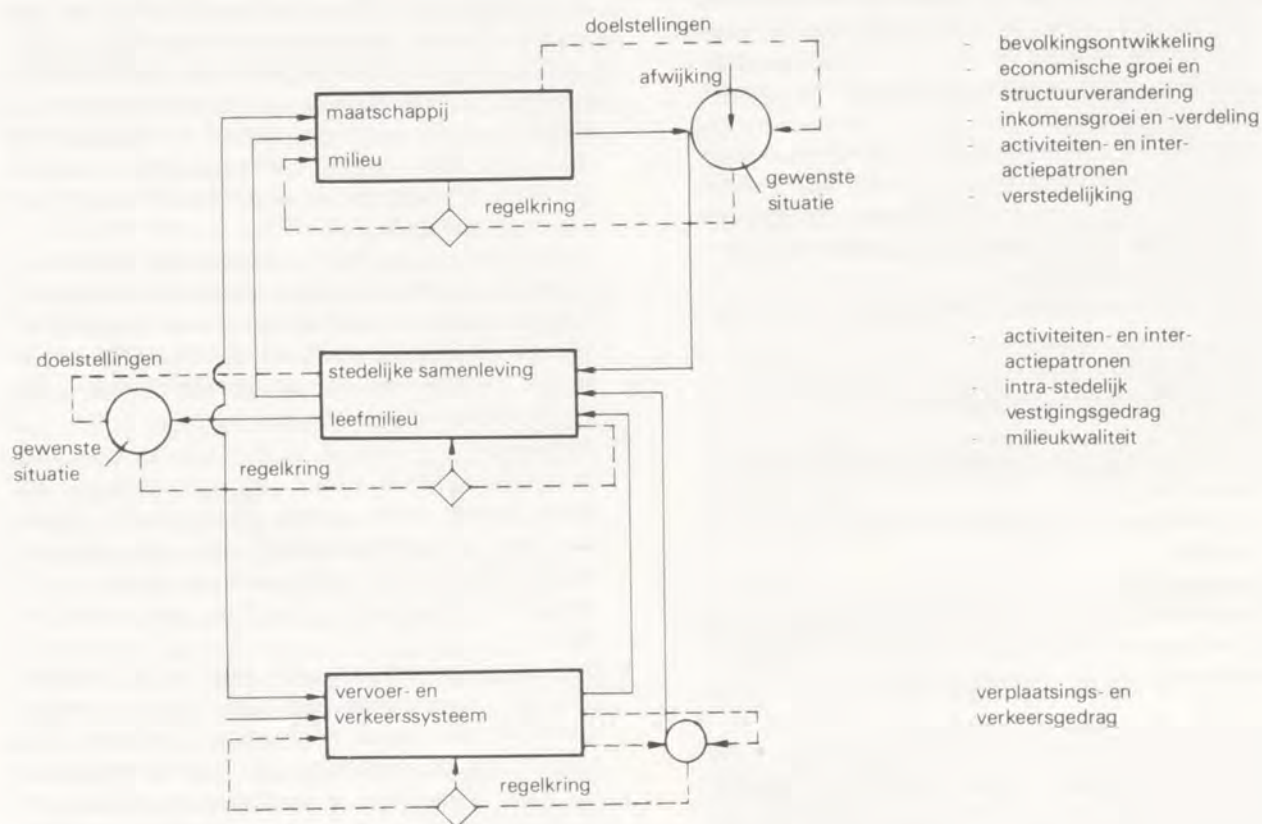 doelstellingen
afwijking
maatschappij
milieu
gewenste
situatie
regelkring
- bevolkingsontwikkeling
- economische groei en
structuurverandering
- inkomensgroei en -verdeling
- activiteiten- en inter-
actiepatronen
- verstedelijking
doelstellingen
stedelijke samenleving
leefmilieu
gewenste
situatie
regelkring
- activiteiten- en inter-
actiepatronen
- intra-stedelijk
vestigingsgedrag
- milieukwaliteit
vervoer- en
verkeerssysteem
regelkring
verplaatsings- en
verkeersgedrag